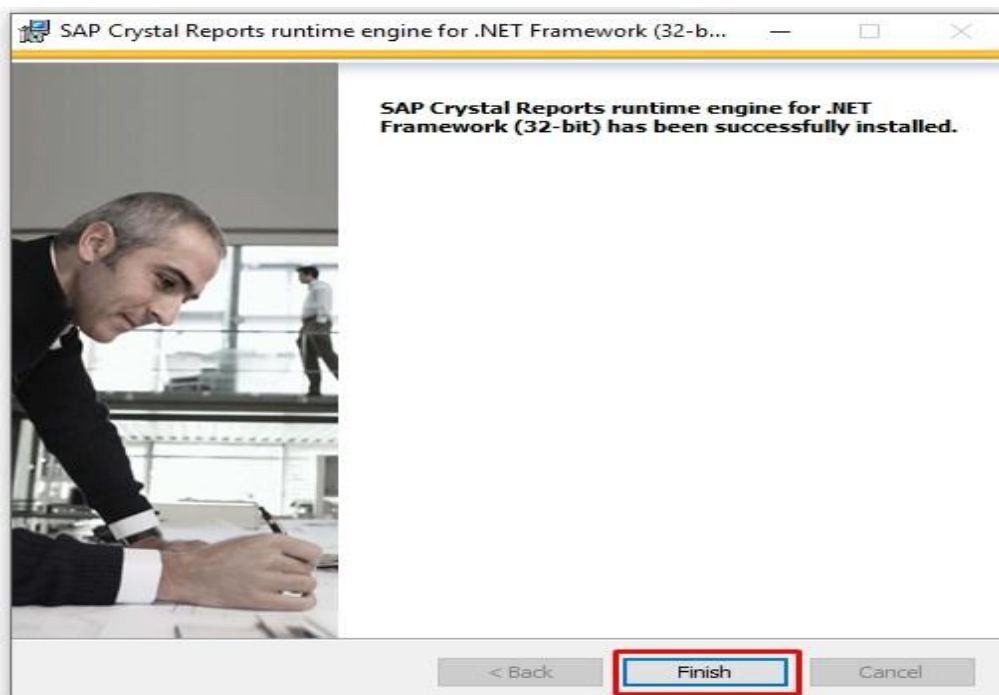 SAP Crystal Reports runtime engine for .NET Framework (32-b...
SAP Crystal Reports runtime engine for .NET
Framework (32-bit) has been successfully installed.
< Back
Finish
Cancel